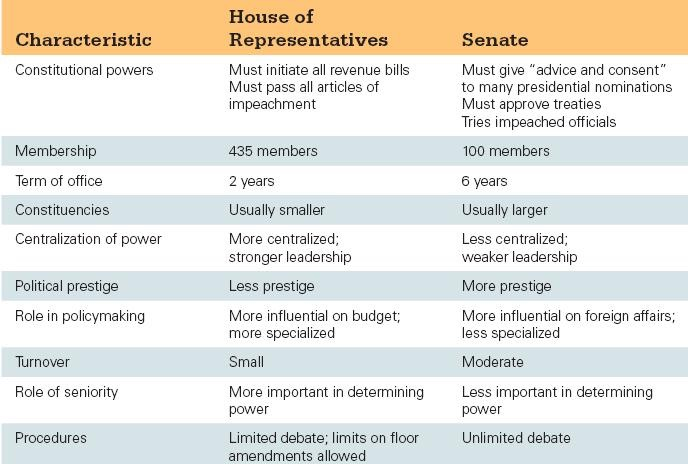 Characteristic House of Representatives Senate
Constitutional powers Must initiate all revenue bills Must give “advice and consent”
Must pass all articles of to many presidential nominations
impeachment Must approve treaties
Tries impeached officials
Membership 435 members 100 members
Term of office 2 years 6 years
Constituencies Usually smaller Usually larger
Centralization of power More centralized; Less centralized;
stronger leadership weaker leadership
Political prestige Less prestige More prestige
Role in policymaking More influential on budget; More influential on foreign affairs;
more specialized less specialized
Turnover Small Moderate
Role of seniority More important in determining Less important in determining
power power
Procedures Limited debate; limits on floor Unlimited debate
amendments allowed